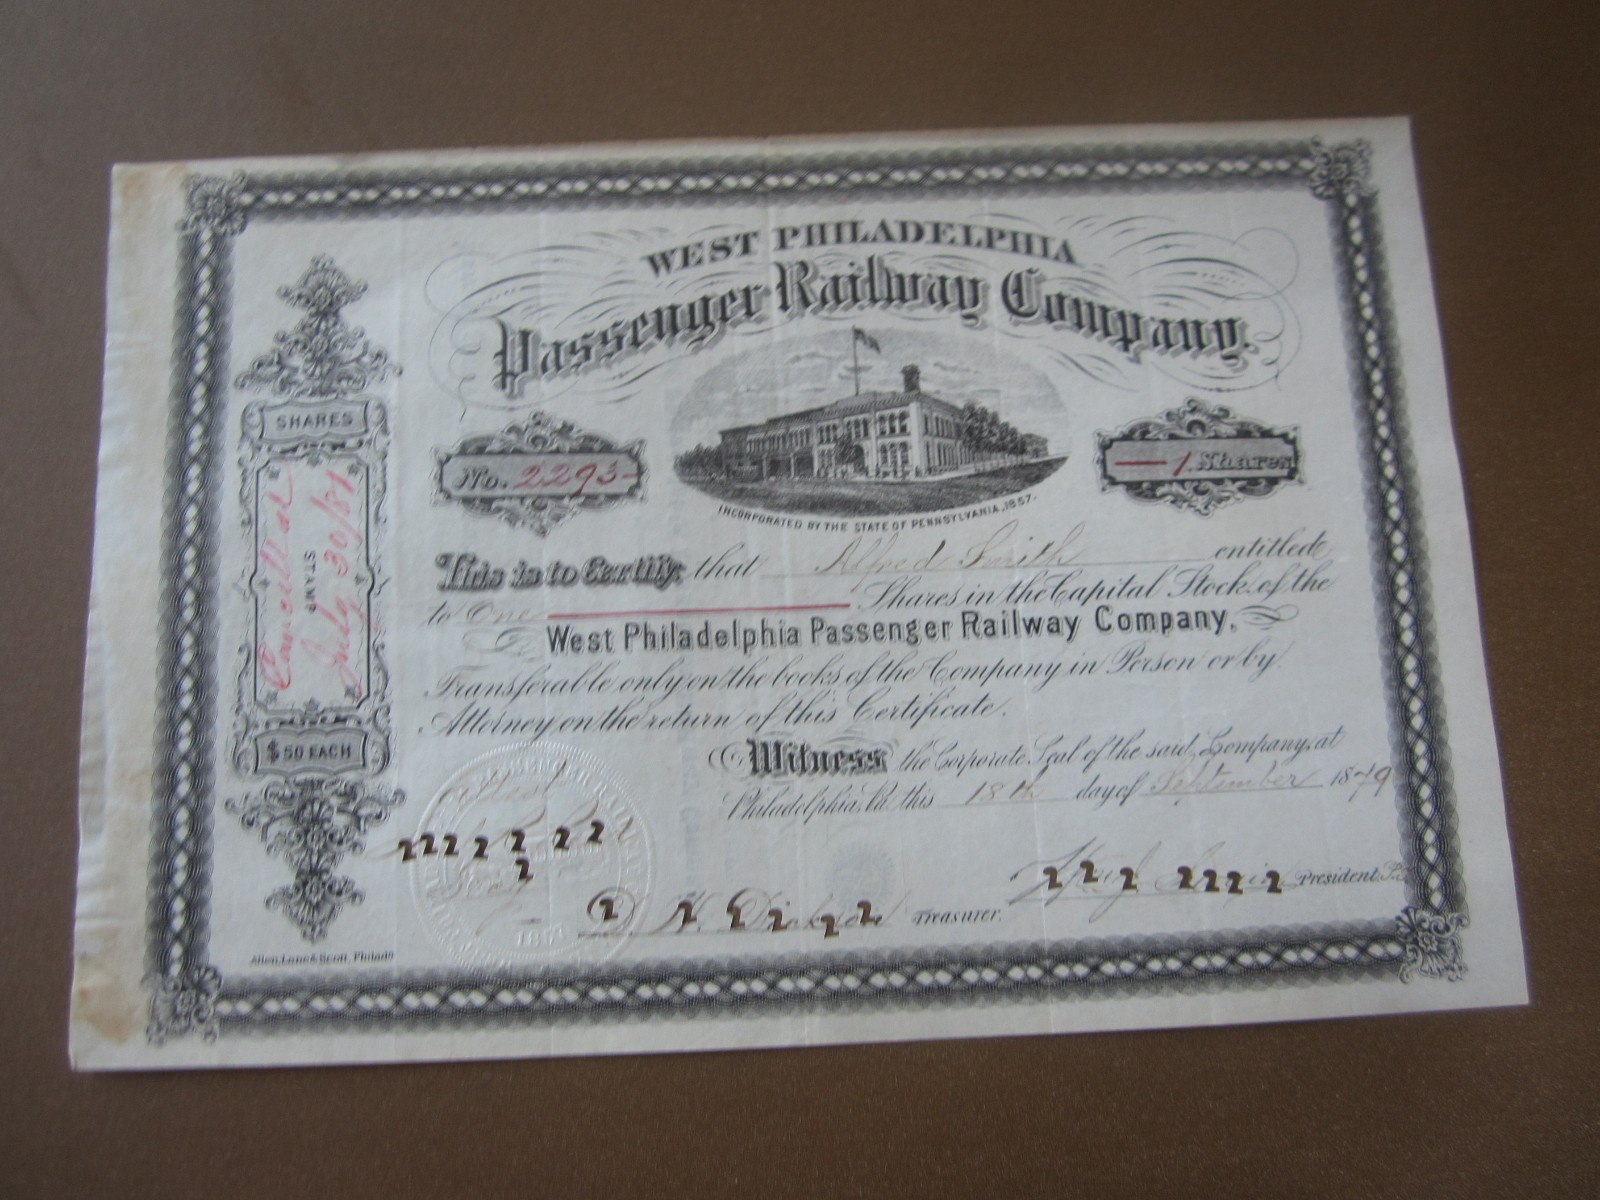 WEST PHILADELPHIA
Passenger Railway Company.
SHARES
Cancelled
STAMP
July 30/81
$50 EACH
No. 2293
1. Shares
INCORPORATED BY THE STATE OF PENNSYLVANIA, 1857.
This is to Certify, that Alfred Smith entitled
to One Shares in the Capital Stock of the
West Philadelphia Passenger Railway Company,
Transferable only on the books of the Company in Person or by
Attorney on the return of this Certificate.
Witness the Corporate Seal of the said Company, at
Philadelphia, Pa. this 18th day of September 1879
Attest
President.
D. N. Dickson Treasurer.
1857
Allen, Lane & Scott, Philada